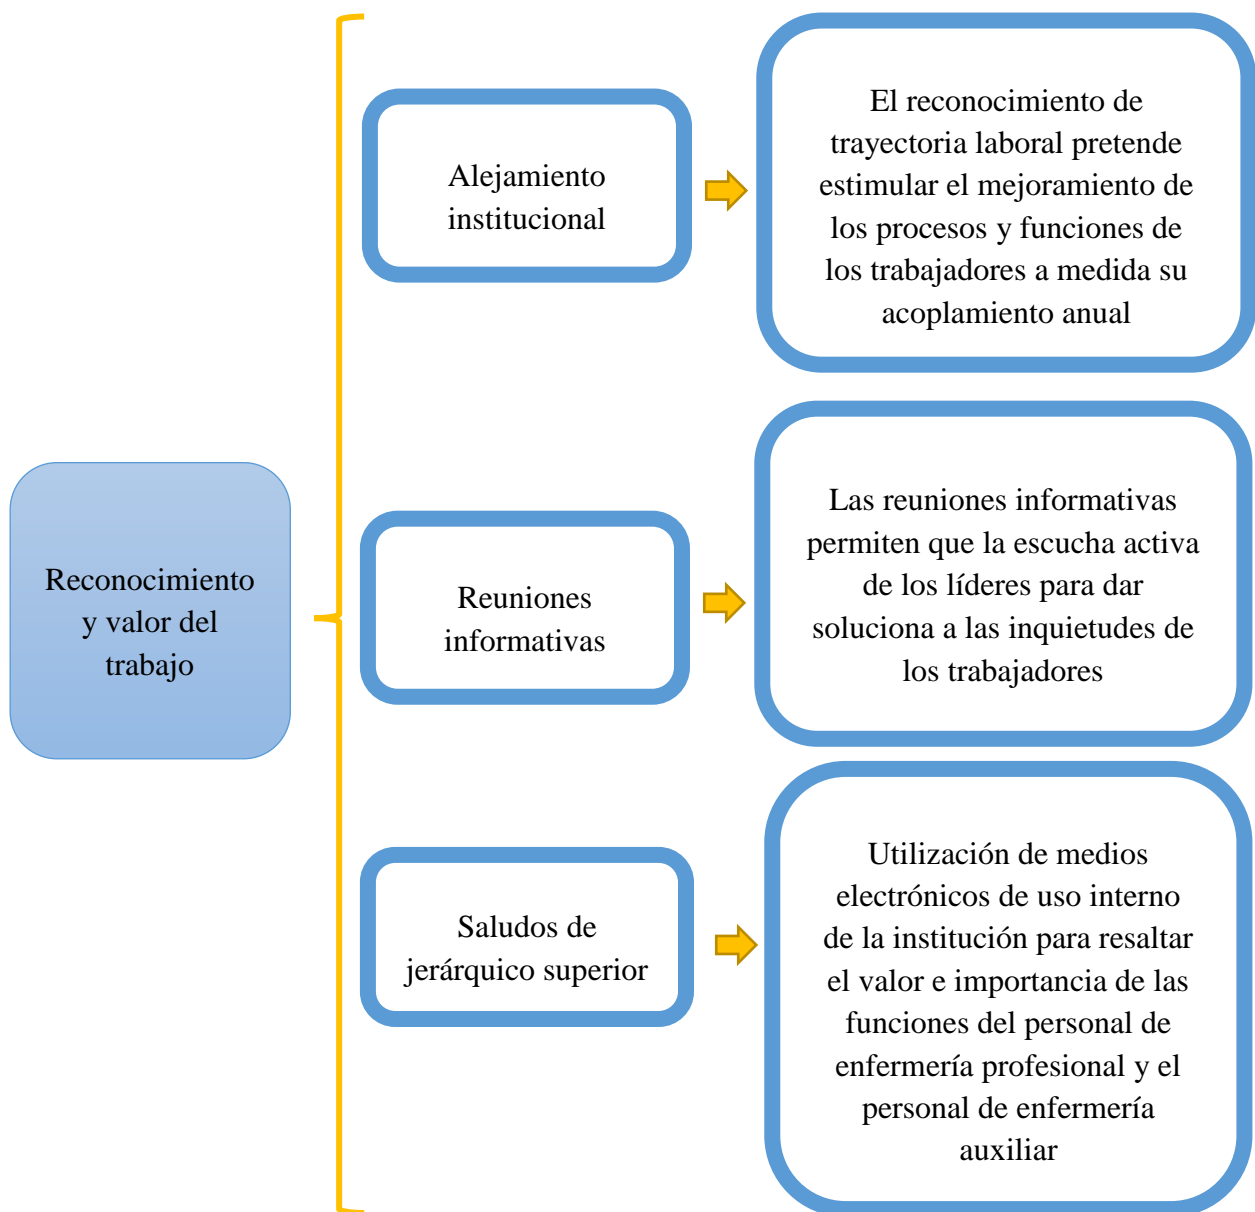 Reconocimiento
y valor del
trabajo
Alejamiento
institucional
El reconocimiento de
trayectoria laboral pretende
estimular el mejoramiento de
los procesos y funciones de
los trabajadores a medida su
acoplamiento anual
Reuniones
informativas
Las reuniones informativas
permiten que la escucha activa
de los líderes para dar
soluciona a las inquietudes de
los trabajadores
Saludos de
jerárquico superior
Utilización de medios
electrónicos de uso interno
de la institución para resaltar
el valor e importancia de las
funciones del personal de
enfermería profesional y el
personal de enfermería
auxiliar